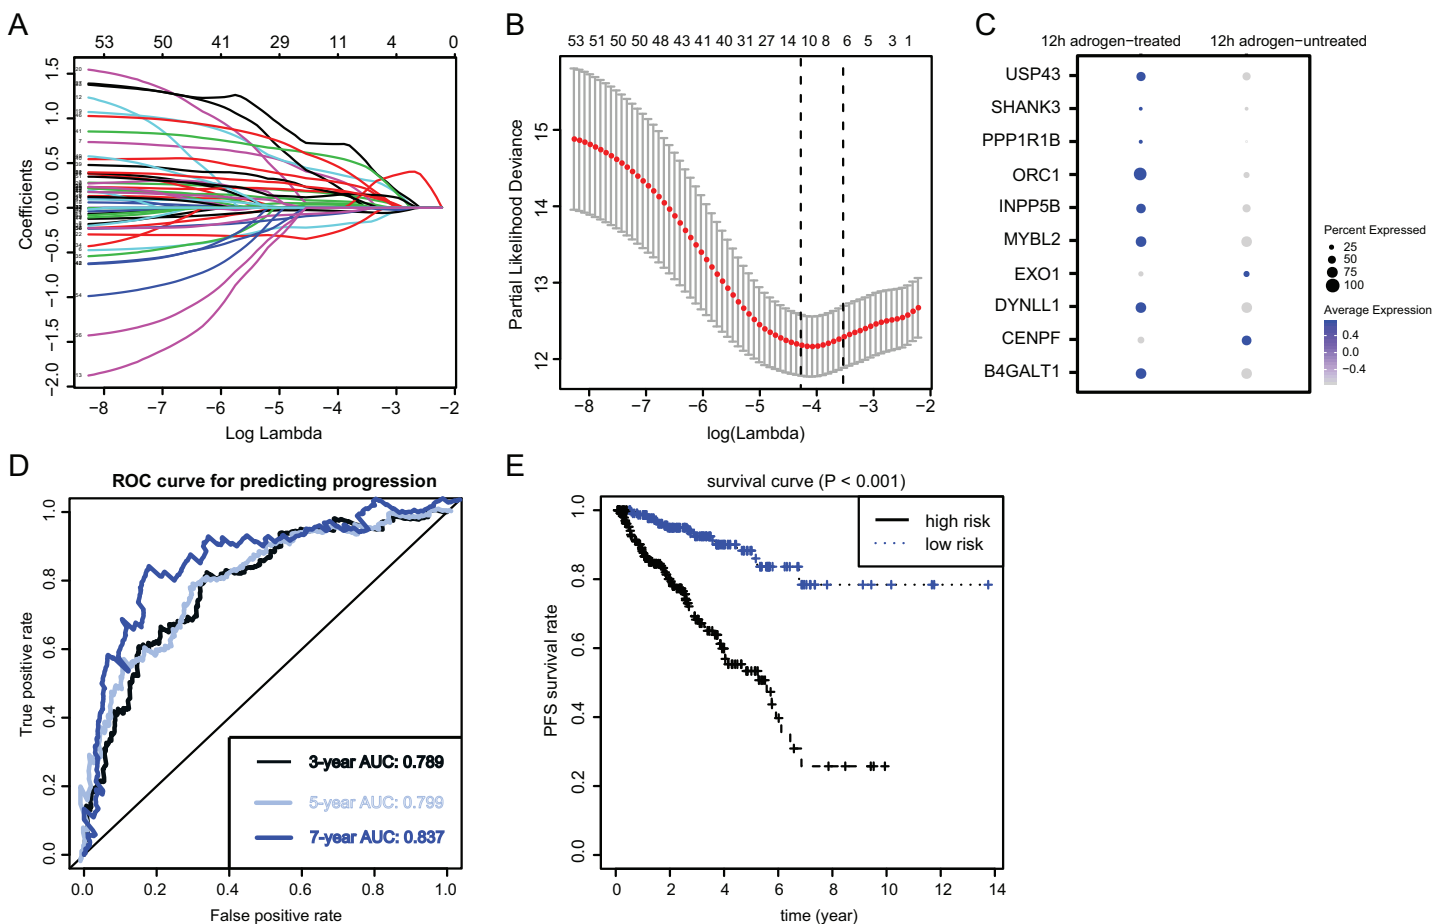 A
53 50 41 29 11 4 0
1.5
1.0
0.5
0.0
−0.5
−1.0
−1.5
−2.0
Coefficients
−8 −7 −6 −5 −4 −3 −2
Log Lambda
B
53 51 50 50 48 43 41 40 31 27 14 10 8 6 5 3 1
15
14
13
12
Partial Likelihood Deviance
−8 −7 −6 −5 −4 −3 −2
log(Lambda)
C
12h adrogen−treated 12h adrogen−untreated
USP43
SHANK3
PPP1R1B
ORC1
INPP5B
MYBL2
EXO1
DYNLL1
CENPF
B4GALT1
Percent Expressed
25
50
75
100
Average Expression
0.4
0.0
−0.4
D
ROC curve for predicting progression
1.0
0.8
0.6
0.4
0.2
0.0
True positive rate
3-year AUC: 0.789
5-year AUC: 0.799
7-year AUC: 0.837
0.0 0.2 0.4 0.6 0.8 1.0
False positive rate
E
survival curve (P < 0.001)
high risk
low risk
1.0
0.8
0.6
0.4
0.2
0.0
PFS survival rate
0 2 4 6 8 10 12 14
time (year)